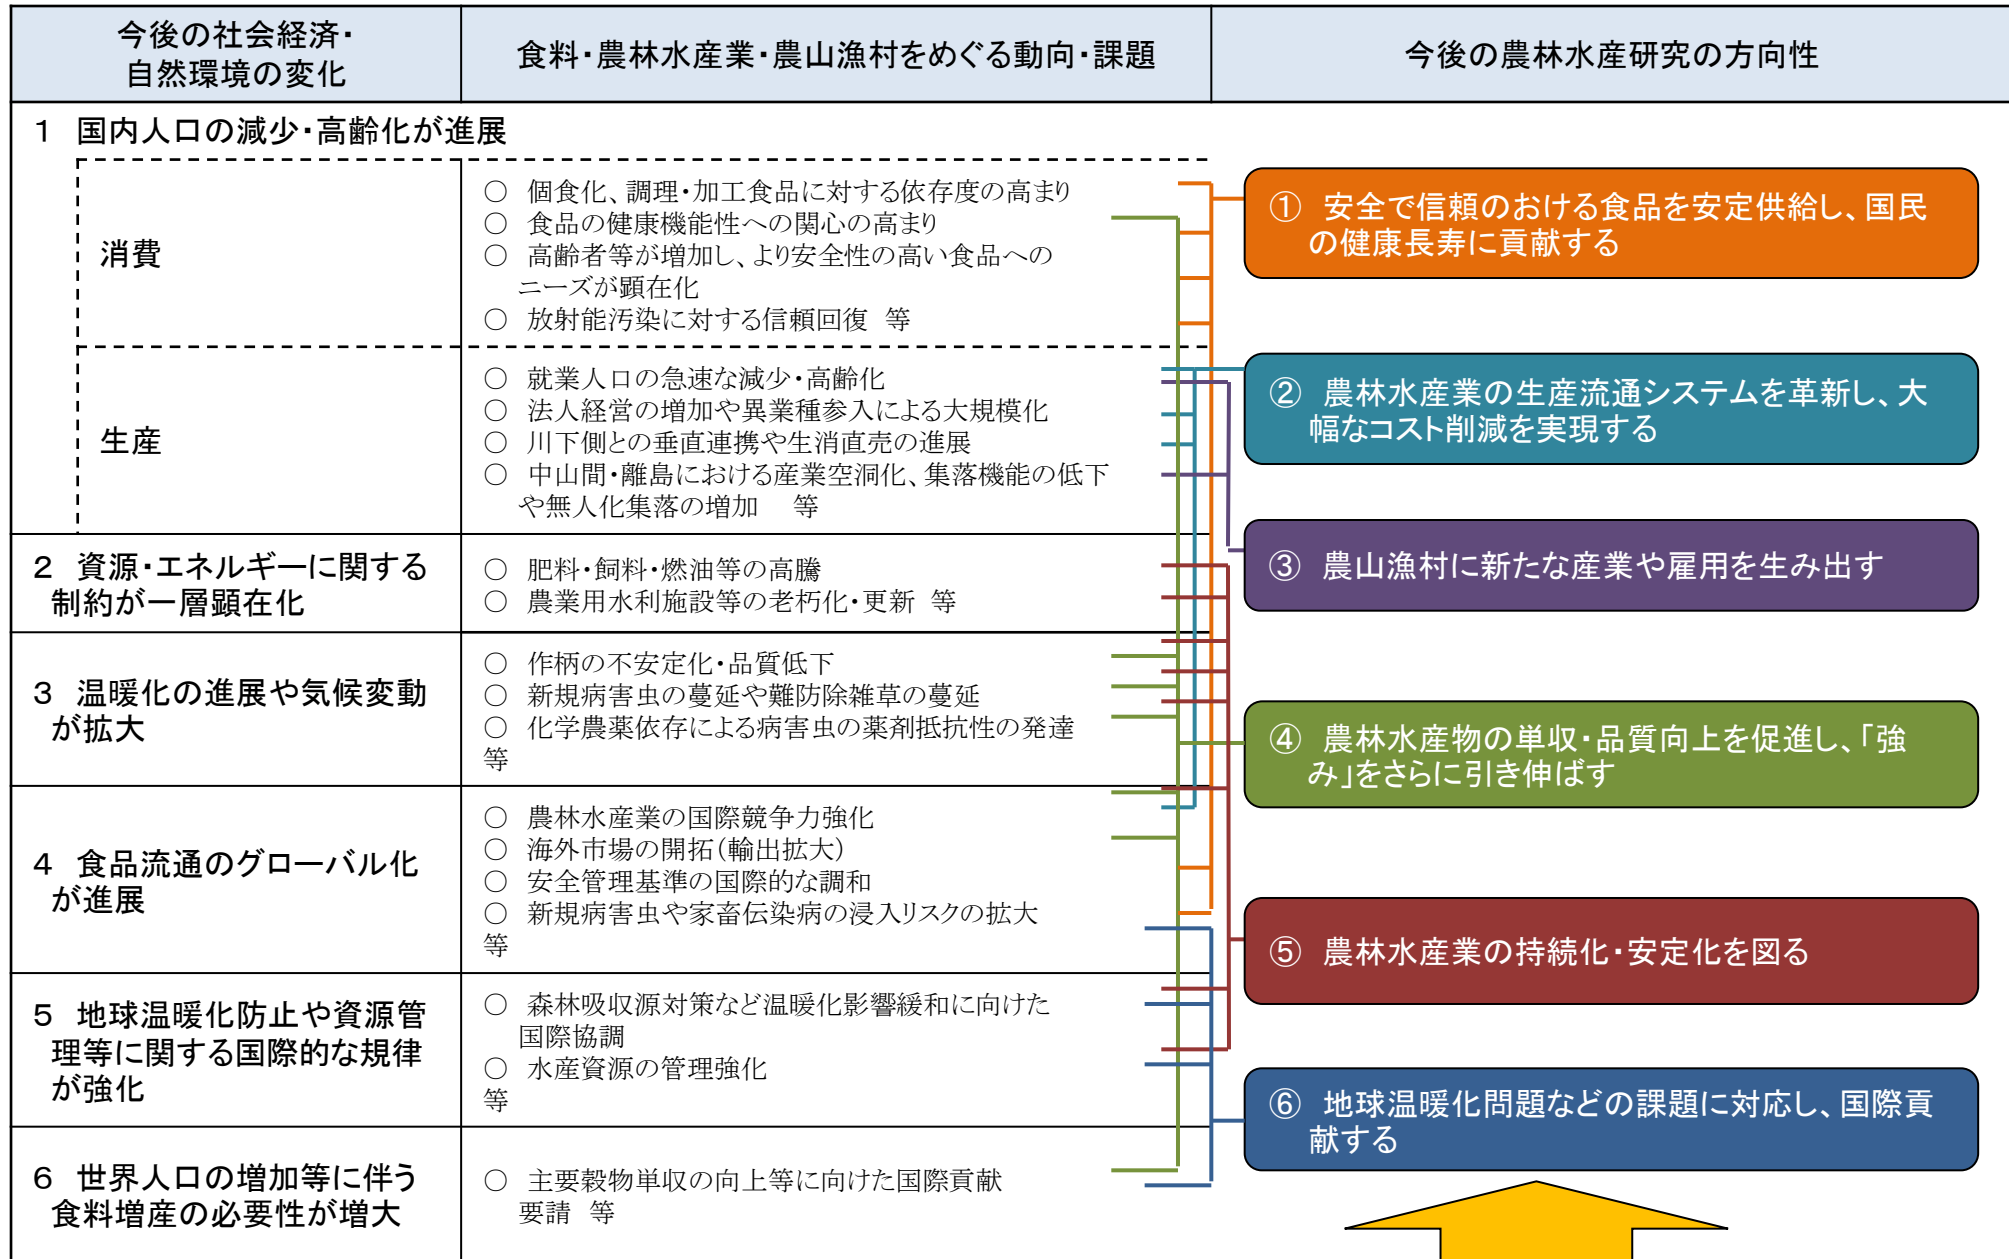 今後の社会経済・
自然環境の変化
食料・農林水産業・農山漁村をめぐる動向・課題
今後の農林水産研究の方向性
１　国内人口の減少・高齢化が進展
消費
○　個食化、調理・加工食品に対する依存度の高まり
○　食品の健康機能性への関心の高まり
○　高齢者等が増加し、より安全性の高い食品への
ニーズが顕在化
○　放射能汚染に対する信頼回復　等
生産
○　就業人口の急速な減少・高齢化
○　法人経営の増加や異業種参入による大規模化
○　川下側との垂直連携や生消直売の進展
○　中山間・離島における産業空洞化、集落機能の低下
や無人化集落の増加　等
２　資源・エネルギーに関する
制約が一層顕在化
○　肥料・飼料・燃油等の高騰
○　農業用水利施設等の老朽化・更新　等
３　温暖化の進展や気候変動
が拡大
○　作柄の不安定化・品質低下
○　新規病害虫の蔓延や難防除雑草の蔓延
○　化学農薬依存による病害虫の薬剤抵抗性の発達
等
４　食品流通のグローバル化
が進展
○　農林水産業の国際競争力強化
○　海外市場の開拓（輸出拡大）
○　安全管理基準の国際的な調和
○　新規病害虫や家畜伝染病の浸入リスクの拡大
等
５　地球温暖化防止や資源管
理等に関する国際的な規律
が強化
○　森林吸収源対策など温暖化影響緩和に向けた
国際協調
○　水産資源の管理強化
等
６　世界人口の増加等に伴う
食料増産の必要性が増大
○　主要穀物単収の向上等に向けた国際貢献
要請　等
①　安全で信頼のおける食品を安定供給し、国民
の健康長寿に貢献する
②　農林水産業の生産流通システムを革新し、大
幅なコスト削減を実現する
③　農山漁村に新たな産業や雇用を生み出す
④　農林水産物の単収・品質向上を促進し、「強
み」をさらに引き伸ばす
⑤　農林水産業の持続化・安定化を図る
⑥　地球温暖化問題などの課題に対応し、国際貢
献する